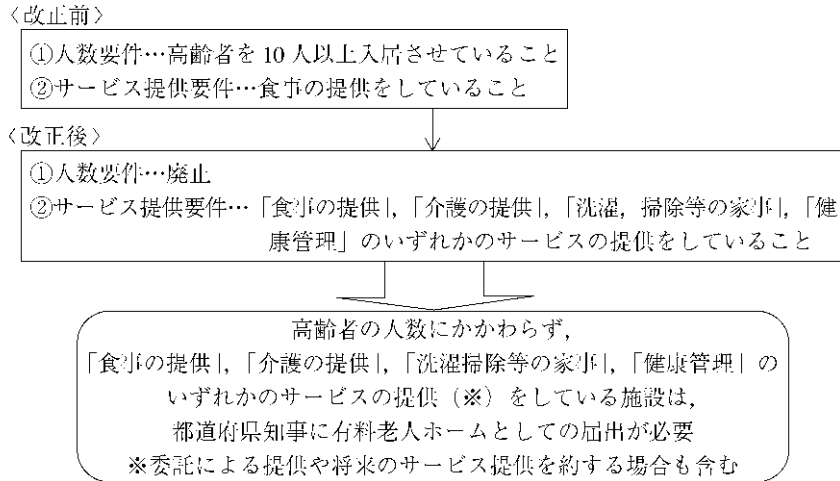 〈改正前〉
①人数要件…高齢者を10人以上入居させていること
②サービス提供要件…食事の提供をしていること
〈改正後〉
①人数要件…廃止
②サービス提供要件…「食事の提供」，「介護の提供」，「洗濯，掃除等の家事」，「健
康管理」のいずれかのサービスの提供をしていること
高齢者の人数にかかわらず，
「食事の提供」，「介護の提供」，「洗濯掃除等の家事」，「健康管理」の
いずれかのサービスの提供（※）をしている施設は，
都道府県知事に有料老人ホームとしての届出が必要
※委託による提供や将来のサービス提供を約する場合も含む